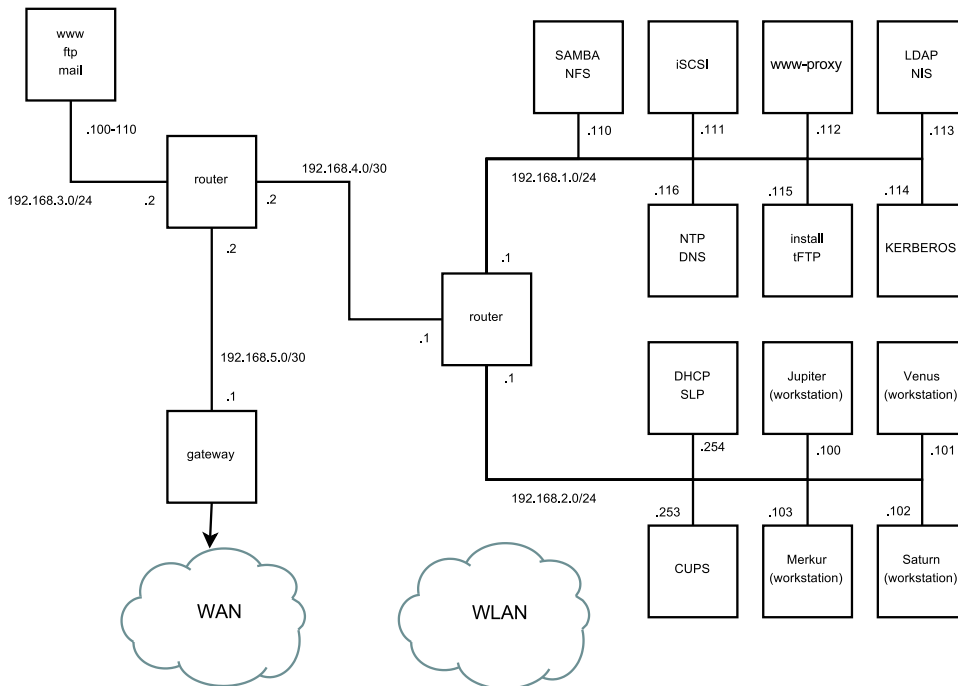 www
ftp
mail
.100-110
192.168.3.0/24
.2
router
.2
.2
192.168.4.0/30
192.168.5.0/30
.1
gateway
WAN
WLAN
.1
router
.1
.1
SAMBA
NFS
.110
iSCSI
.111
www-proxy
.112
LDAP
NIS
.113
192.168.1.0/24
.116
NTP
DNS
.115
install
tFTP
.114
KERBEROS
DHCP
SLP
.254
Jupiter
(workstation)
.100
Venus
(workstation)
.101
192.168.2.0/24
.253
CUPS
.103
Merkur
(workstation)
.102
Saturn
(workstation)